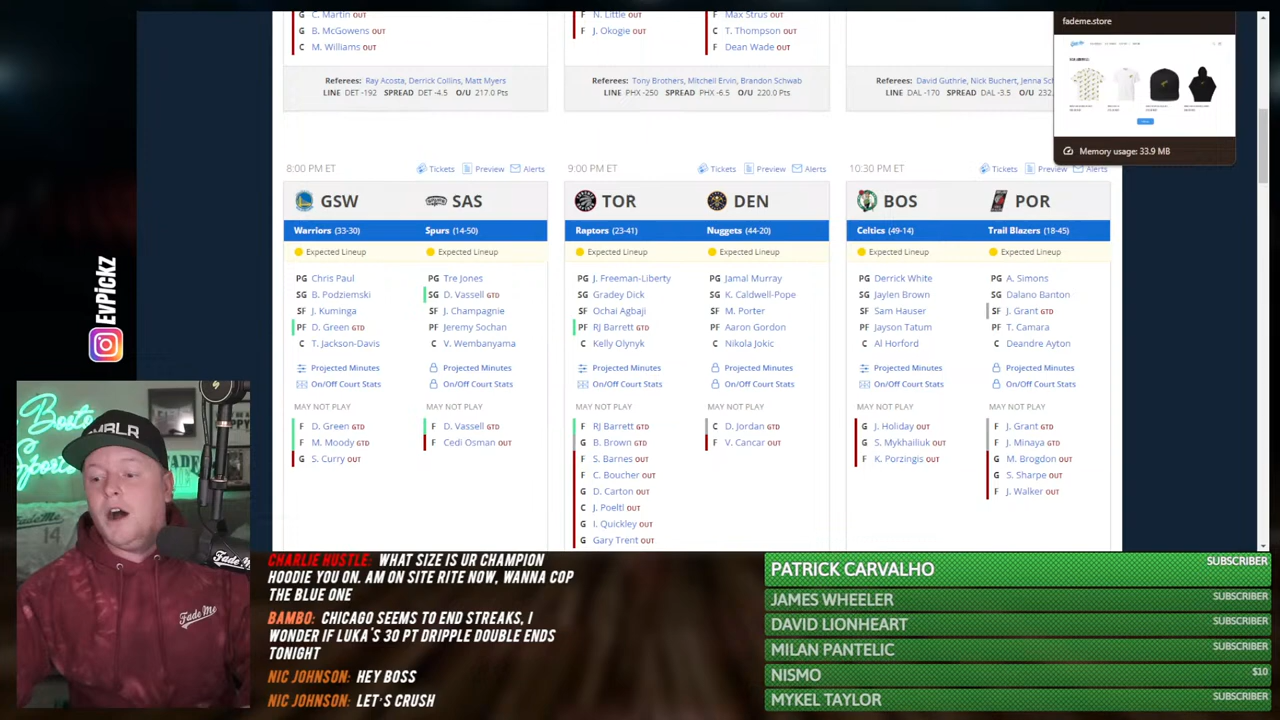 C. Martin OUT
B. McGowens OUT
M. Williams OUT
F
G
C
Referees: Ray Acosta, Derrick Collins, Matt Myers
LINE DET -192 SPREAD DET -4.5 O/U 217.0 Pts
F N. Little OUT
F J. Okogie OUT
Max Strus OUT
T. Thompson OUT
Dean Wade OUT
F
C
F
Referees: Tony Brothers, Mitchell Ervin, Brandon Schwab
LINE PHX -250 SPREAD PHX -6.5 O/U 220.0 Pts
Referees: David Guthrie, Nick Buchert, Jenna Sc
LINE DAL -170 SPREAD DAL -3.5 O/U 232.
fademe.store
Memory usage: 33.9 MB
8:00 PM ET Tickets Preview Alerts
GSW SAS
Warriors (33-30) Spurs (14-50)
Expected Lineup Expected Lineup
PG Chris Paul PG Tre Jones
SG B. Podziemski SG D. Vassell GTD
SF J. Kuminga SF J. Champagnie
PF D. Green GTD PF Jeremy Sochan
C T. Jackson-Davis C V. Wembanyama
Projected Minutes Projected Minutes
On/Off Court Stats On/Off Court Stats
MAY NOT PLAY MAY NOT PLAY
F D. Green GTD F D. Vassell GTD
F M. Moody GTD F Cedi Osman OUT
G S. Curry OUT
9:00 PM ET Tickets Preview Alerts
TOR DEN
Raptors (23-41) Nuggets (44-20)
Expected Lineup Expected Lineup
PG J. Freeman-Liberty PG Jamal Murray
SG Gradey Dick SG K. Caldwell-Pope
SF Ochai Agbaji SF M. Porter
PF RJ Barrett GTD PF Aaron Gordon
C Kelly Olynyk C Nikola Jokic
Projected Minutes Projected Minutes
On/Off Court Stats On/Off Court Stats
MAY NOT PLAY MAY NOT PLAY
F RJ Barrett GTD C D. Jordan GTD
G B. Brown GTD F V. Cancar OUT
F S. Barnes OUT
F C. Boucher OUT
G D. Carton OUT
C J. Poeltl OUT
G I. Quickley OUT
G Gary Trent OUT
10:30 PM ET Tickets Preview Alerts
BOS POR
Celtics (49-14) Trail Blazers (18-45)
Expected Lineup Expected Lineup
PG Derrick White PG A. Simons
SG Jaylen Brown SG Dalano Banton
SF Sam Hauser SF J. Grant GTD
PF Jayson Tatum PF T. Camara
C Al Horford C Deandre Ayton
Projected Minutes Projected Minutes
On/Off Court Stats On/Off Court Stats
MAY NOT PLAY MAY NOT PLAY
G J. Holiday OUT F J. Grant GTD
G S. Mykhailiuk OUT F J. Minaya GTD
F K. Porzingis OUT G M. Brogdon OUT
G S. Sharpe OUT
F J. Walker OUT
@EvPickz
Fade Me
CHARLIE HUSTLE: WHAT SIZE IS UR CHAMPION
HOODIE YOU ON. AM ON SITE RITE NOW, WANNA COP
THE BLUE ONE
BAMBO: CHICAGO SEEMS TO END STREAKS, I
WONDER IF LUKA'S 30 PT DRIPPLE DOUBLE ENDS
TONIGHT
NIC JOHNSON: HEY BOSS
NIC JOHNSON: LET'S CRUSH
PATRICK CARVALHO SUBSCRIBER
JAMES WHEELER SUBSCRIBER
DAVID LIONHEART SUBSCRIBER
MILAN PANTELIC SUBSCRIBER
NISMO $10
MYKEL TAYLOR SUBSCRIBER